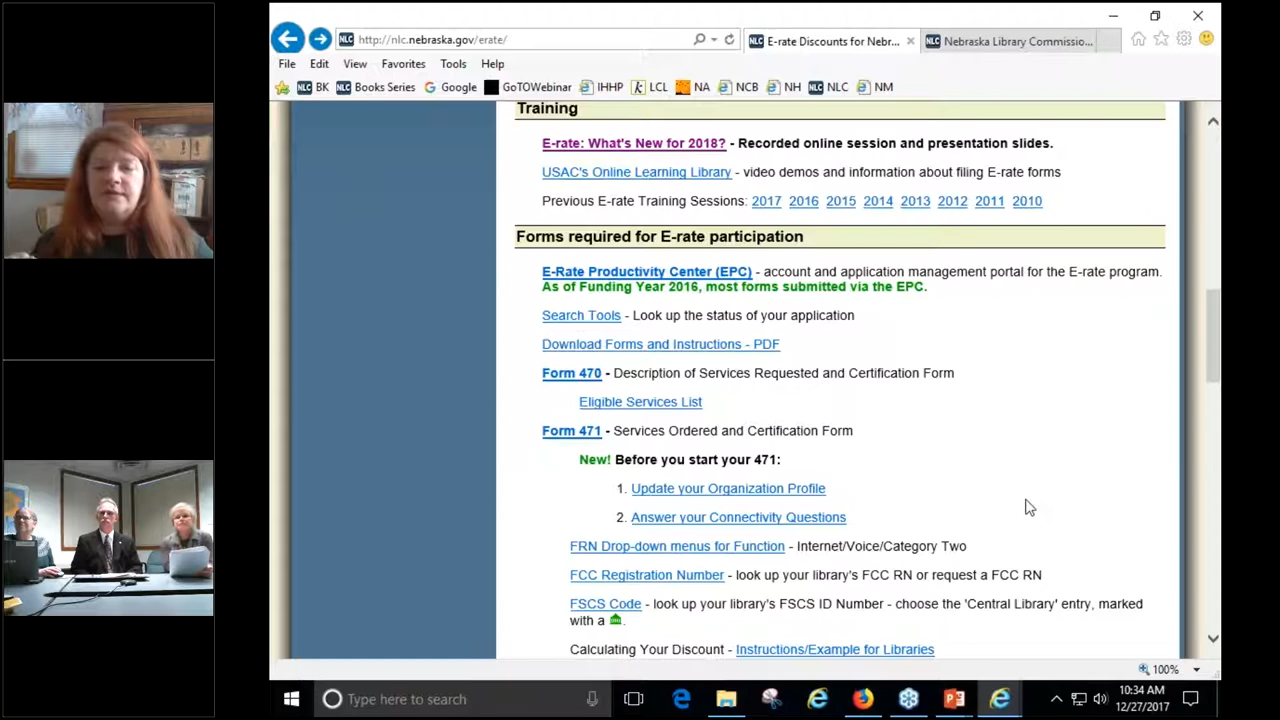 NLC http://nlc.nebraska.gov/erate/
NLC E-rate Discounts for Nebr...
NLC Nebraska Library Commissio...
File Edit View Favorites Tools Help
NLC BK NLC Books Series G Google GoTOWebinar IHHP k LCL NA NCB NH NLC NLC NM
Training
E-rate: What's New for 2018? - Recorded online session and presentation slides.
USAC's Online Learning Library - video demos and information about filing E-rate forms
Previous E-rate Training Sessions: 2017 2016 2015 2014 2013 2012 2011 2010
Forms required for E-rate participation
E-Rate Productivity Center (EPC) - account and application management portal for the E-rate program.
As of Funding Year 2016, most forms submitted via the EPC.
Search Tools - Look up the status of your application
Download Forms and Instructions - PDF
Form 470 - Description of Services Requested and Certification Form
Eligible Services List
Form 471 - Services Ordered and Certification Form
New! Before you start your 471:
1. Update your Organization Profile
2. Answer your Connectivity Questions
FRN Drop-down menus for Function - Internet/Voice/Category Two
FCC Registration Number - look up your library's FCC RN or request a FCC RN
FSCS Code - look up your library's FSCS ID Number - choose the 'Central Library' entry, marked
with a .
Calculating Your Discount - Instructions/Example for Libraries
100%
Type here to search
10:34 AM
12/27/2017